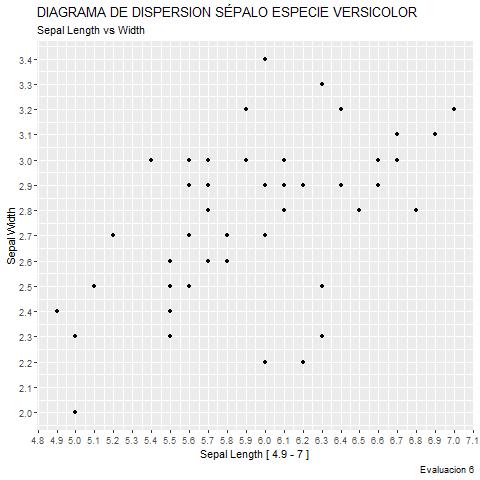 DIAGRAMA DE DISPERSION SÉPALO ESPECIE VERSICOLOR
Sepal Length vs Width
3.4
3.3
3.2
3.1
3.0
2.9
2.8
2.7
2.6
2.5
2.4
2.3
2.2
2.1
2.0
Sepal Width
4.8 4.9 5.0 5.1 5.2 5.3 5.4 5.5 5.6 5.7 5.8 5.9 6.0 6.1 6.2 6.3 6.4 6.5 6.6 6.7 6.8 6.9 7.0 7.1
Sepal Length [ 4.9 - 7 ]
Evaluacion 6